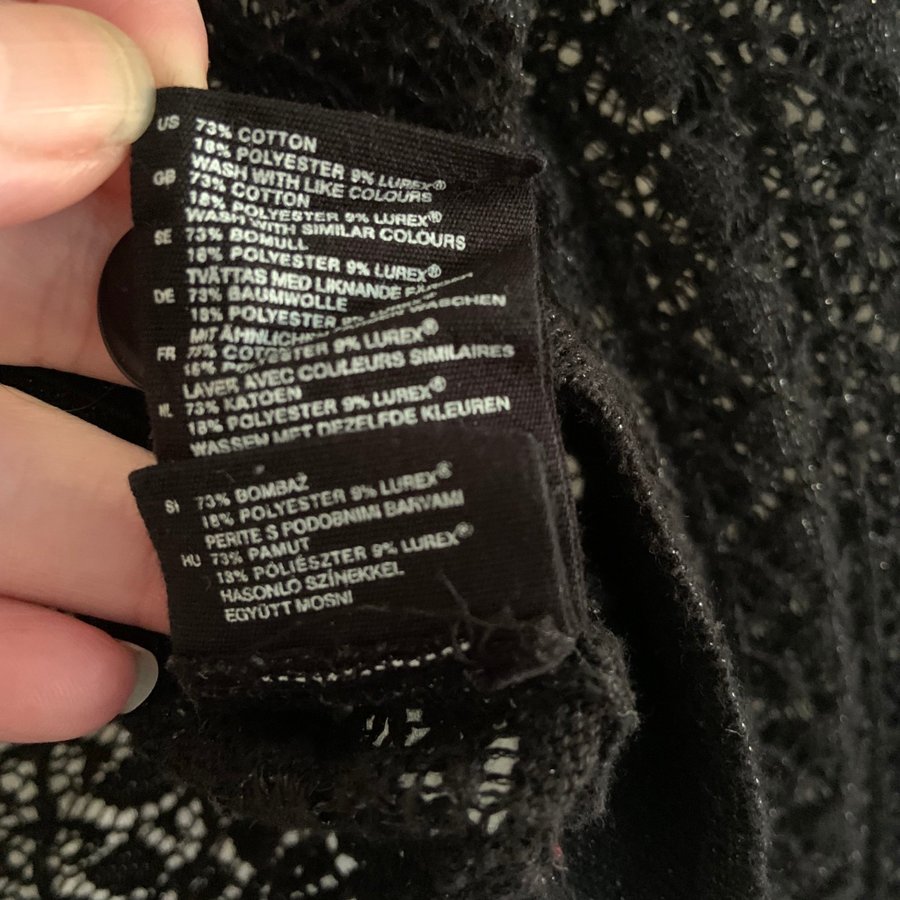 US 73% COTTON
18% POLYESTER 9% LUREX®
WASH WITH LIKE COLOURS
GB 73% COTTON
18% POLYESTER 9% LUREX®
WASH WITH SIMILAR COLOURS
SE 73% BOMULL
18% POLYESTER 9% LUREX®
TVÄTTAS MED LIKNANDE
DE 73% BAUMWOLLE
18% POLYESTER
MIT ÄHNLICHEN WASCHEN
FR
9% LUREX®
LAVER AVEC COULEURS SIMILAIRES
NL 73% KATOEN
18% POLYESTER 9% LUREX®
WASSEN MET DEZELFDE KLEUREN
SI 73% BOMBAŽ
18% POLYESTER 9% LUREX®
PERITE S PODOBNIMI BARVAMI
HU 73% PAMUT
18% POLIÉSZTER 9% LUREX®
HASONLÓ SZÍNEKKEL
EGYÜTT MOSNI